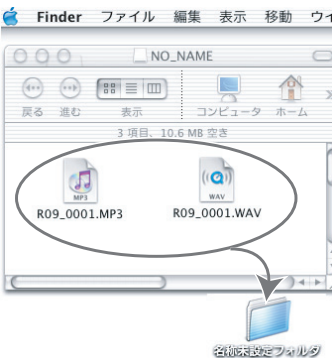 Finder ファイル 編集 表示 移動 ウイ
NO_NAME
戻る 進む 表示 コンピュータ ホーム
3 項目、10.6 MB 空き
MP3 WAV
R09_0001.MP3 R09_0001.WAV
名称未設定フォルダ